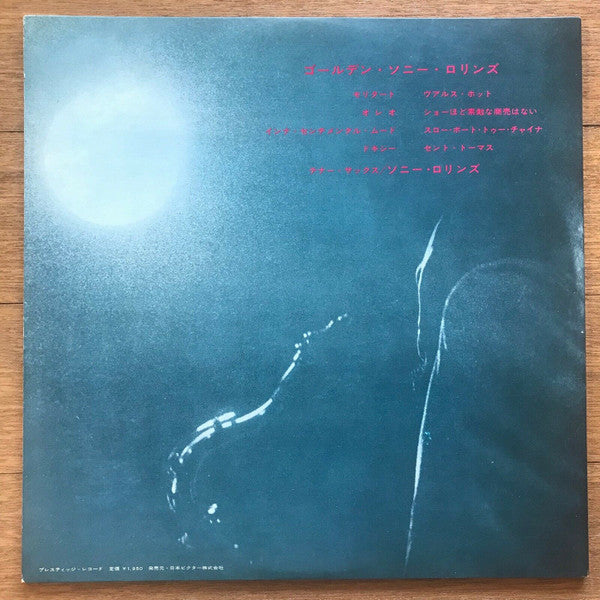 ゴールデン・ソニー・ロリンズ
モリタート　ヴァルス・ホット
オレオ　ショーほど素敵な商売はない
イン・ア・センチメンタル・ムード　スロー・ボート・トゥー・チャイナ
ドキシー　セント・トーマス
テナー・サックス／ソニー・ロリンズ
プレスティッジ・レコード　定価 ￥1,950　発売元・日本ビクター株式会社